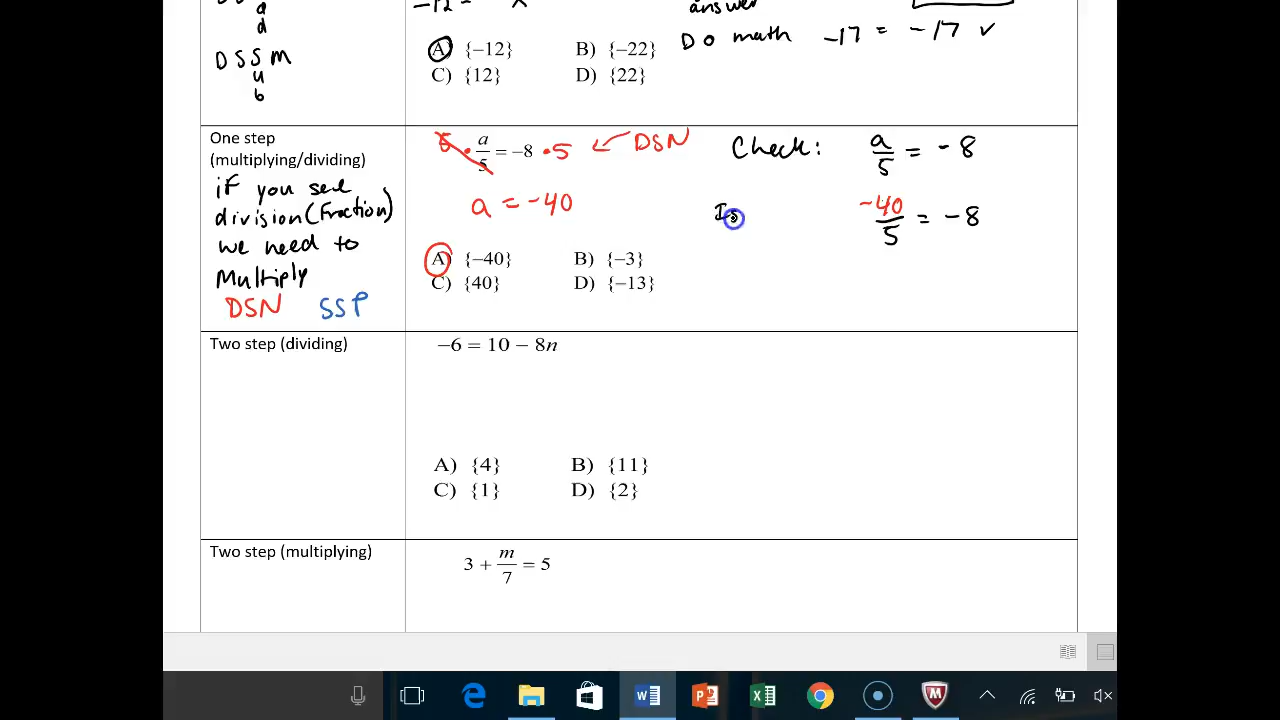 a
d
D S S M
u
b
-12 =
answer
Do math -17 = -17 ✓
A) {−12} B) {−22}
C) {12} D) {22}
One step
(multiplying/dividing)
if you see
division (Fraction)
we need to
Multiply
DSN SSP
5 • a/5 = −8 • 5 ← DSN
a = -40
A) {−40} B) {−3}
C) {40} D) {−13}
Check: a/5 = -8
-40/5 = -8
Two step (dividing)
−6 = 10 − 8n
A) {4} B) {11}
C) {1} D) {2}
Two step (multiplying)
3 + m/7 = 5